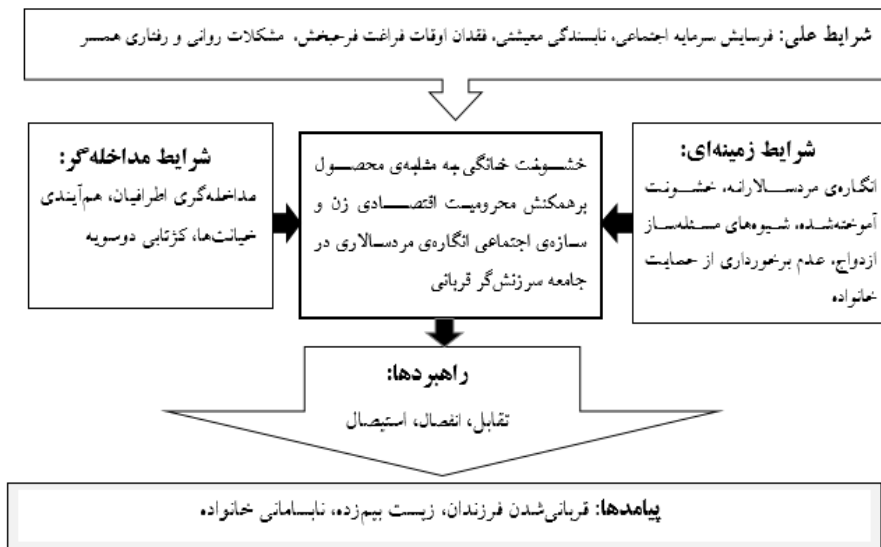 شرایط علی: فرسایش سرمایه اجتماعی، نابسندگی معیشتی، فقدان اوقات فراغت فرحبخش، مشکلات روانی و رفتاری همسر
شرایط زمینه‌ای:
انگاره‌ی مردسالارانه، خشونت
آموخته‌شده، شیوه‌های مسئله‌ساز
ازدواج، عدم برخورداری از حمایت
خانواده
خشونت خانگی به مثابه‌ی محصول
برهمکنش محرومیت اقتصادی زن و
سازه‌ی اجتماعی انگاره‌ی مردسالاری در
جامعه سرزنش‌گر قربانی
شرایط مداخله‌گر:
مداخله‌گری اطرافیان، هم‌آیندی
خیانت‌ها، کژتابی دوسویه
راهبردها:
تقابل، انفصال، استیصال
پیامدها: قربانی‌شدن فرزندان، زیست بیم‌زده، نابسامانی خانواده